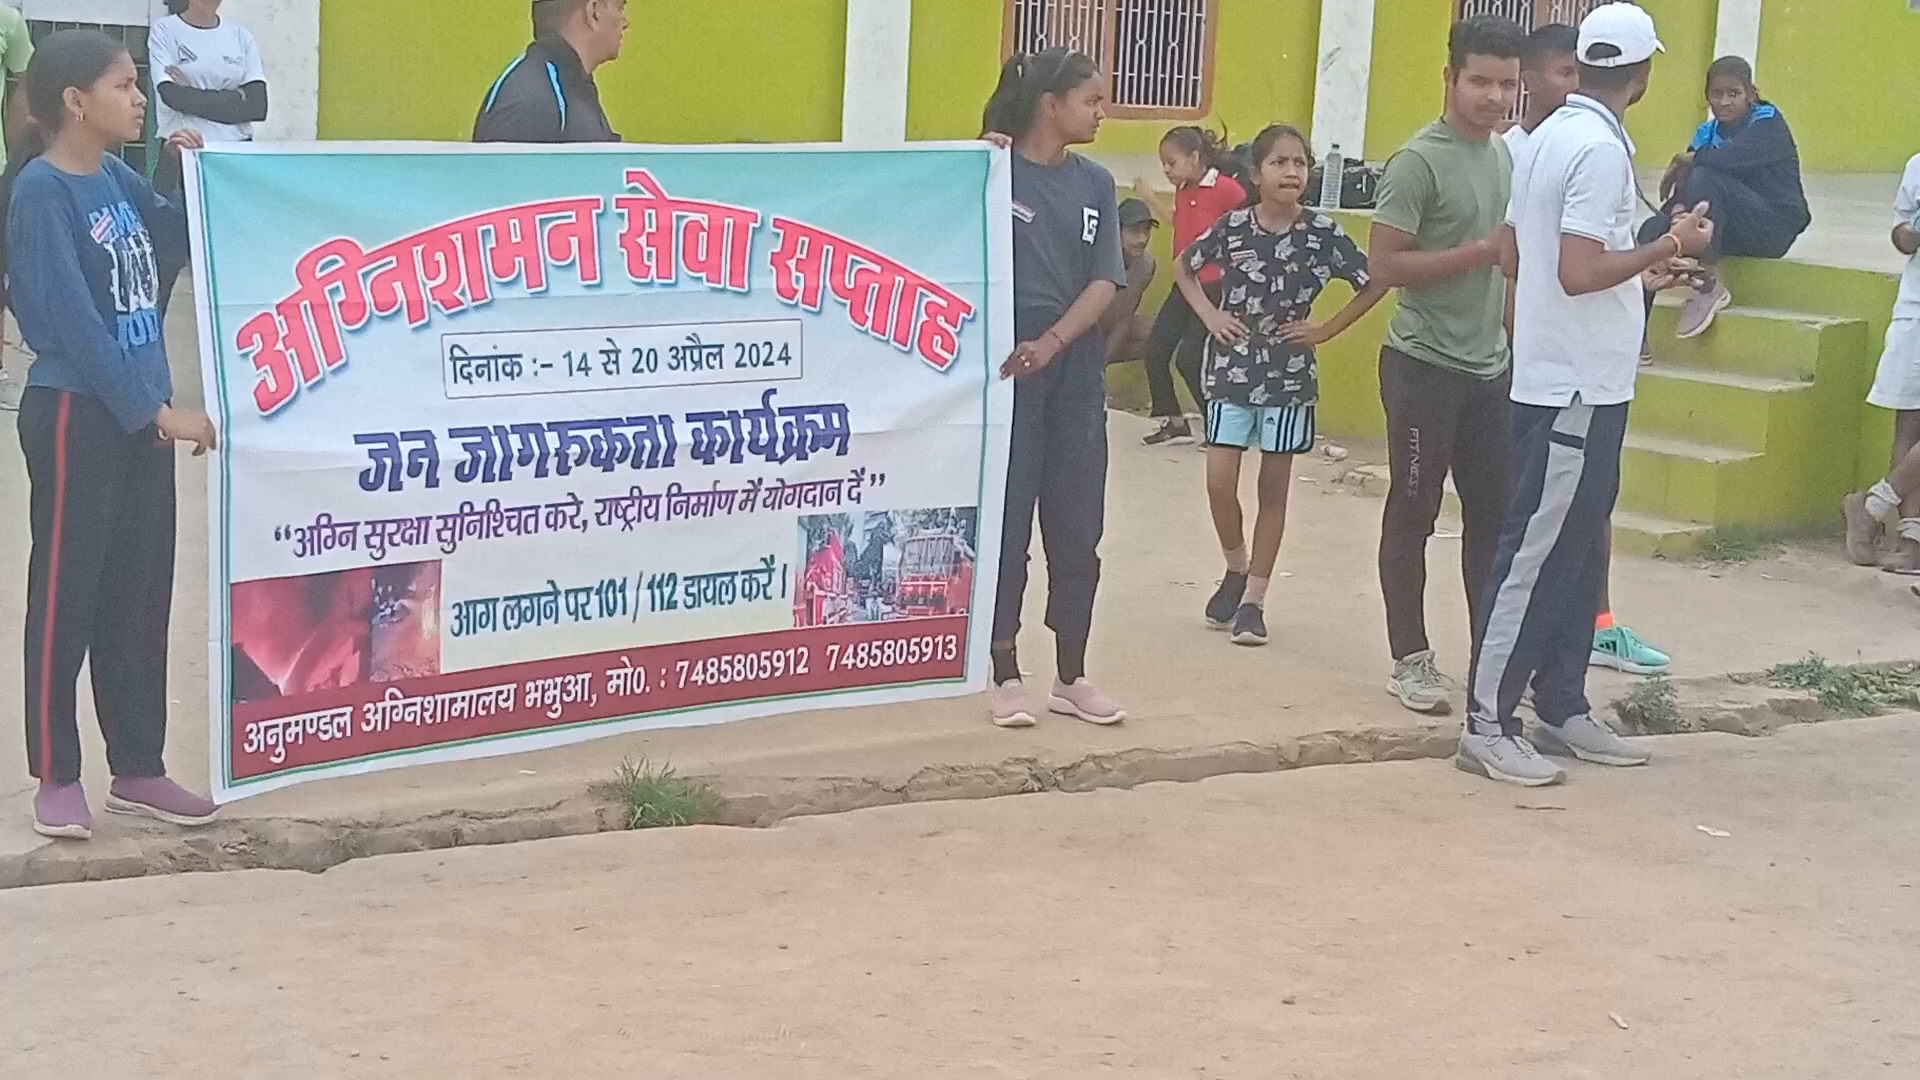 अग्निशमन सेवा सप्ताह
दिनांक :- 14 से 20 अप्रैल 2024
जन जागरुकता कार्यक्रम
“अग्नि सुरक्षा सुनिश्चित करे, राष्ट्रीय निर्माण में योगदान दें”
आग लगने पर 101 / 112 डायल करें ।
अनुमण्डल अग्निशामालय भभुआ, मो0. : 7485805912 7485805913
FITNESS